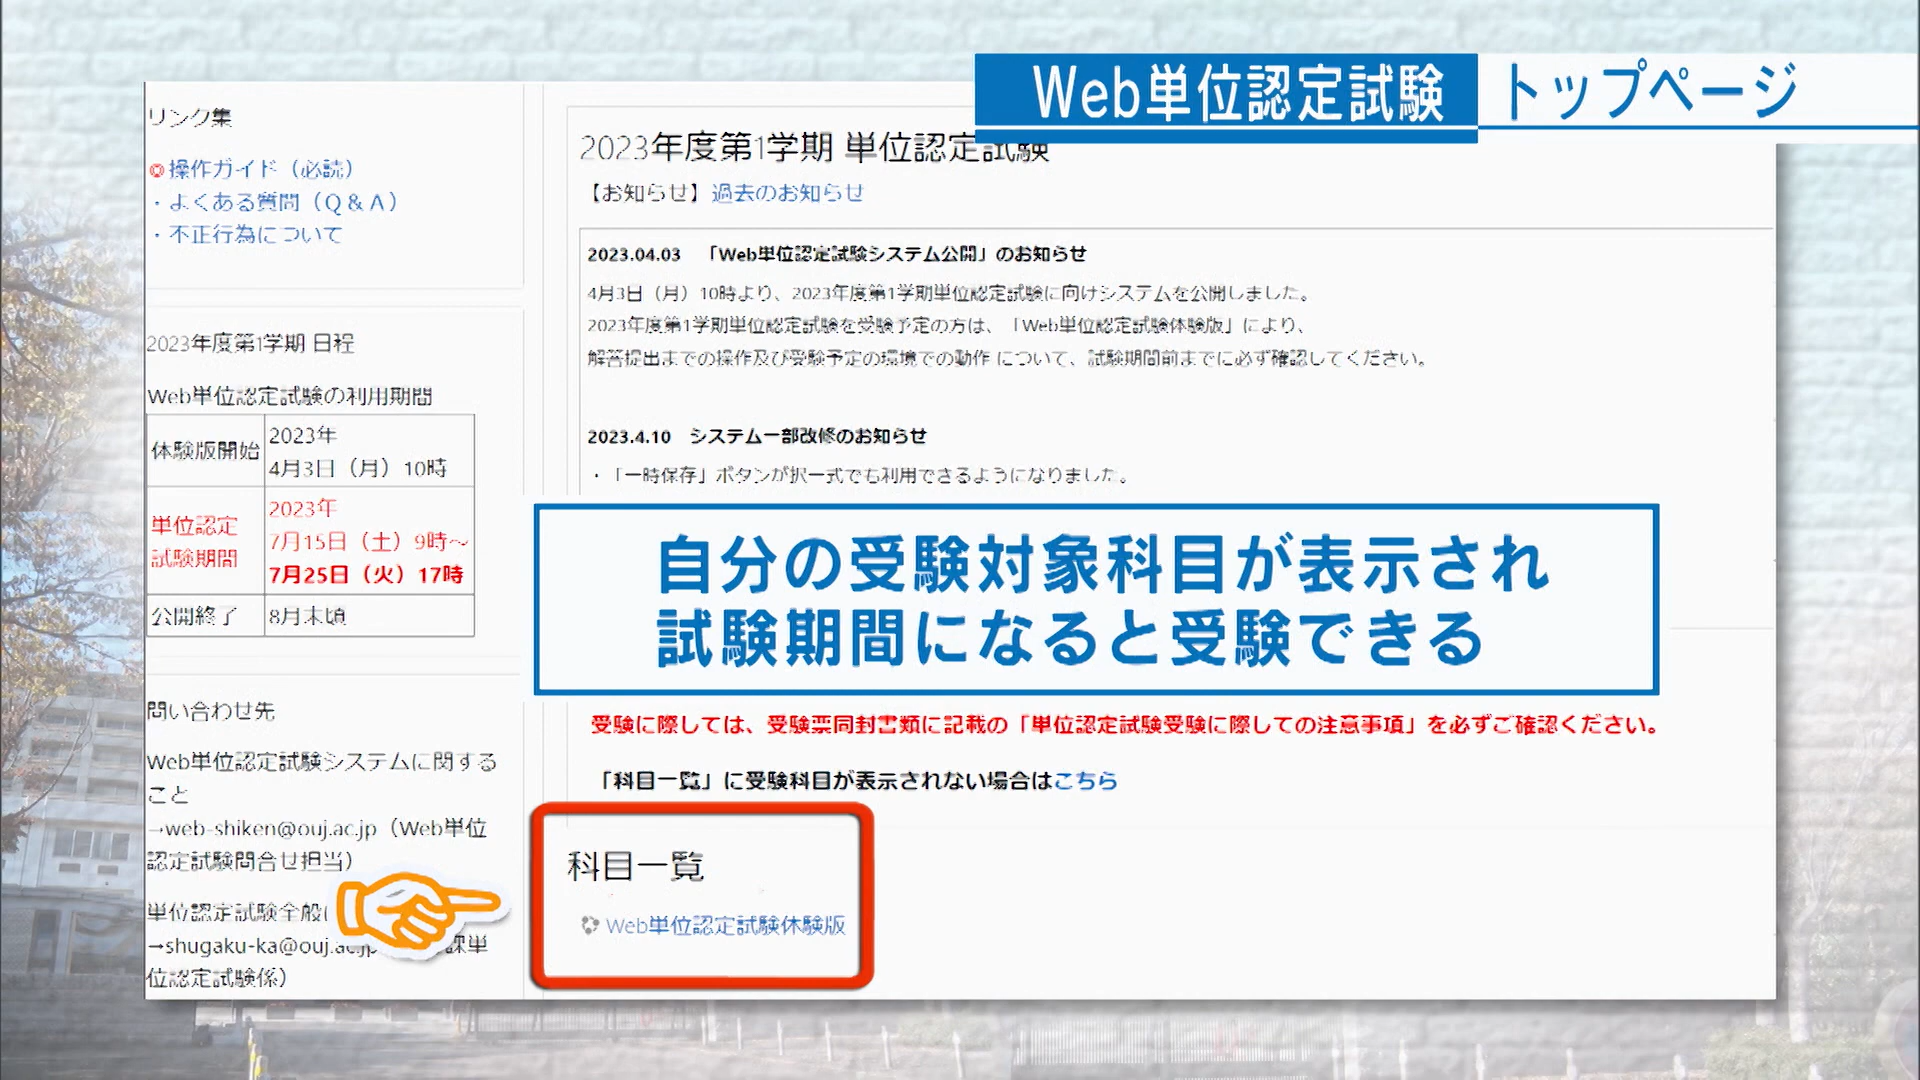 Web単位認定試験 トップページ
リンク集
操作ガイド（必読）
・よくある質問（Q＆A）
・不正行為について
2023年度第1学期 日程
Web単位認定試験の利用期間
体験版開始 2023年
4月3日（月）10時
単位認定
試験期間 2023年
7月15日（土）9時～
7月25日（火）17時
公開終了 8月末頃
問い合わせ先
Web単位認定試験システムに関する
こと
→web-shiken@ouj.ac.jp（Web単位
認定試験問合せ担当）
単位認定試験全般
→shugaku-ka@ouj.ac.jp 課単
位認定試験係）
2023年度第1学期 単位認定試験
【お知らせ】過去のお知らせ
2023.04.03 「Web単位認定試験システム公開」のお知らせ
4月3日（月）10時より、2023年度第1学期単位認定試験に向けシステムを公開しました。
2023年度第1学期単位認定試験を受験予定の方は、「Web単位認定試験体験版」により、
解答提出までの操作及び受験予定の環境での動作 について、試験期間前までに必ず確認してください。
2023.4.10 システム一部改修のお知らせ
・「一時保存」ボタンが択一式でも利用できるようになりました。
自分の受験対象科目が表示され
試験期間になると受験できる
受験に際しては、受験票同封書類に記載の「単位認定試験受験に際しての注意事項」を必ずご確認ください。
「科目一覧」に受験科目が表示されない場合はこちら
科目一覧
Web単位認定試験体験版